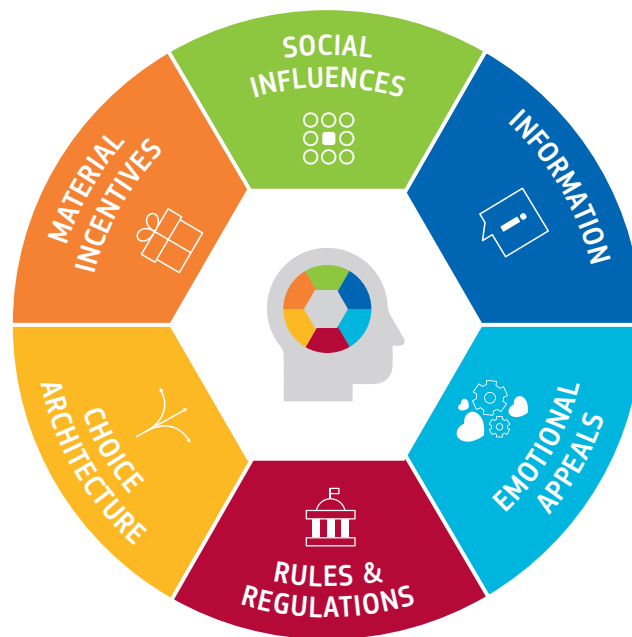 SOCIAL
INFLUENCES
INFORMATION
i
EMOTIONAL
APPEALS
RULES &
REGULATIONS
CHOICE
ARCHITECTURE
MATERIAL
INCENTIVES